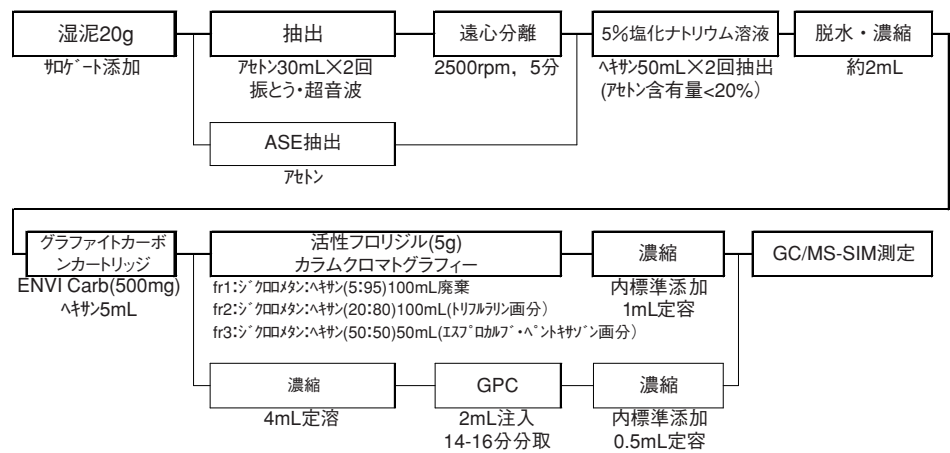 湿泥20g
ｻﾛｹﾞｰﾄ添加
抽出
ｱｾﾄﾝ30mL×2回
振とう・超音波
遠心分離
2500rpm，5分
5%塩化ナトリウム溶液
ﾍｷｻﾝ50mL×2回抽出
(ｱｾﾄﾝ含有量<20%）
脱水・濃縮
約2mL
ASE抽出
ｱｾﾄﾝ
グラファイトカーボ
ンカートリッジ
ENVI Carb(500mg)
ﾍｷｻﾝ5mL
活性フロリジル(5g)
カラムクロマトグラフィー
fr1:ｼﾞｸﾛﾛﾒﾀﾝ:ﾍｷｻﾝ(5:95)100mL廃棄
fr2:ｼﾞｸﾛﾛﾒﾀﾝ:ﾍｷｻﾝ(20:80)100mL(ﾄﾘﾌﾙﾗﾘﾝ画分）
fr3:ｼﾞｸﾛﾛﾒﾀﾝ:ﾍｷｻﾝ(50:50)50mL(ｴｽﾌﾟﾛｶﾙﾌﾞ・ﾍﾟﾝﾄｷｻｿﾞﾝ画分）
濃縮
内標準添加
1mL定容
GC/MS-SIM測定
濃縮
4mL定溶
GPC
2mL注入
14-16分分取
濃縮
内標準添加
0.5mL定容